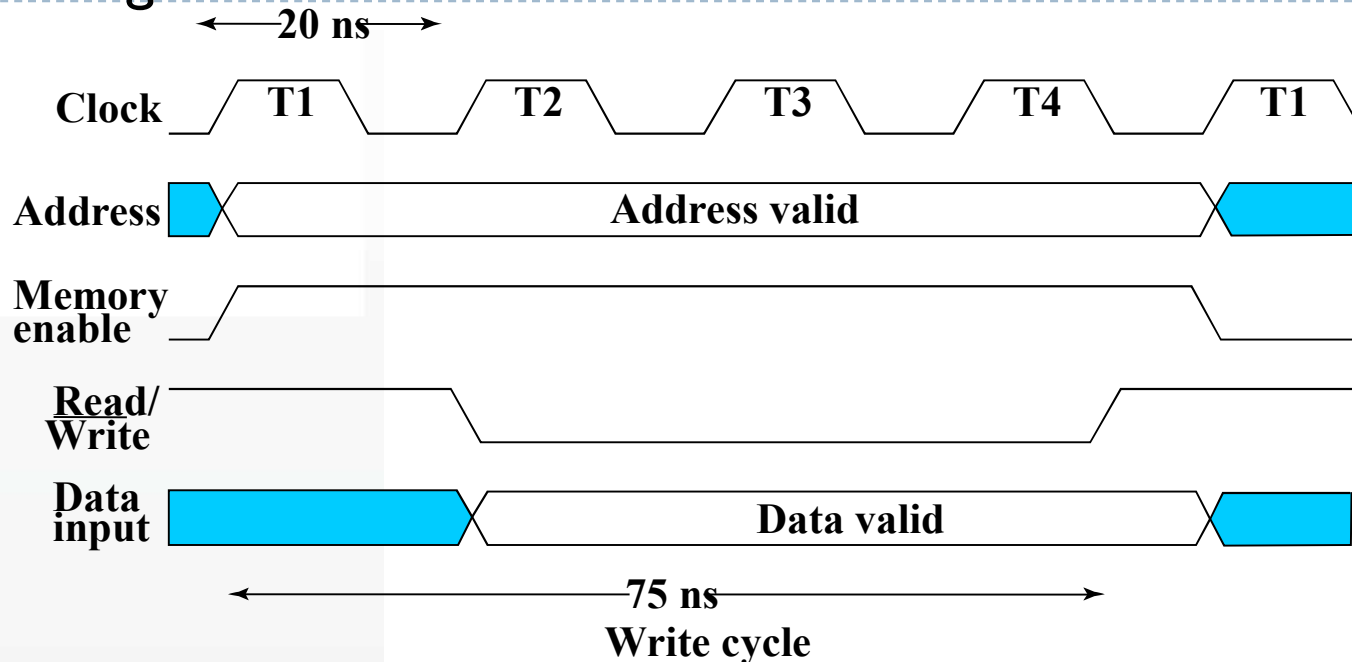 20 ns
Clock T1 T2 T3 T4 T1
Address Address valid
Memory
enable
Read/
Write
Data
input Data valid
75 ns
Write cycle